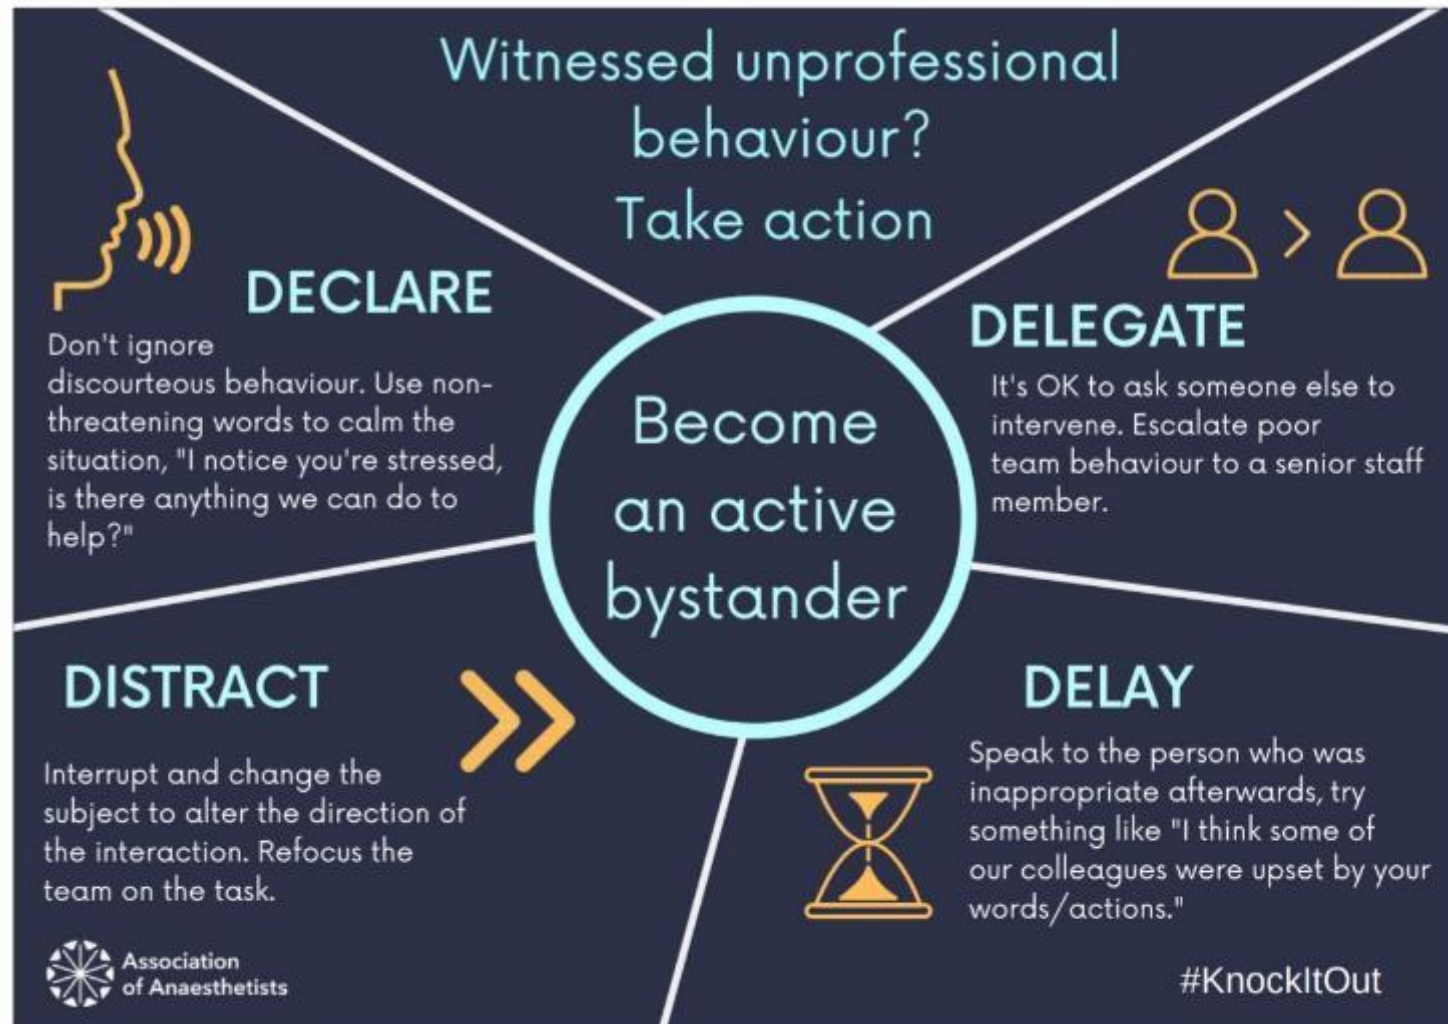 Witnessed unprofessional
behaviour?
Take action
DECLARE
Don't ignore
discourteous behaviour. Use non-
threatening words to calm the
situation, "I notice you're stressed,
is there anything we can do to
help?"
DELEGATE
It's OK to ask someone else to
intervene. Escalate poor
team behaviour to a senior staff
member.
Become
an active
bystander
DISTRACT
Interrupt and change the
subject to alter the direction of
the interaction. Refocus the
team on the task.
DELAY
Speak to the person who was
inappropriate afterwards, try
something like "I think some of
our colleagues were upset by your
words/actions."
Association
of Anaesthetists
#KnockItOut